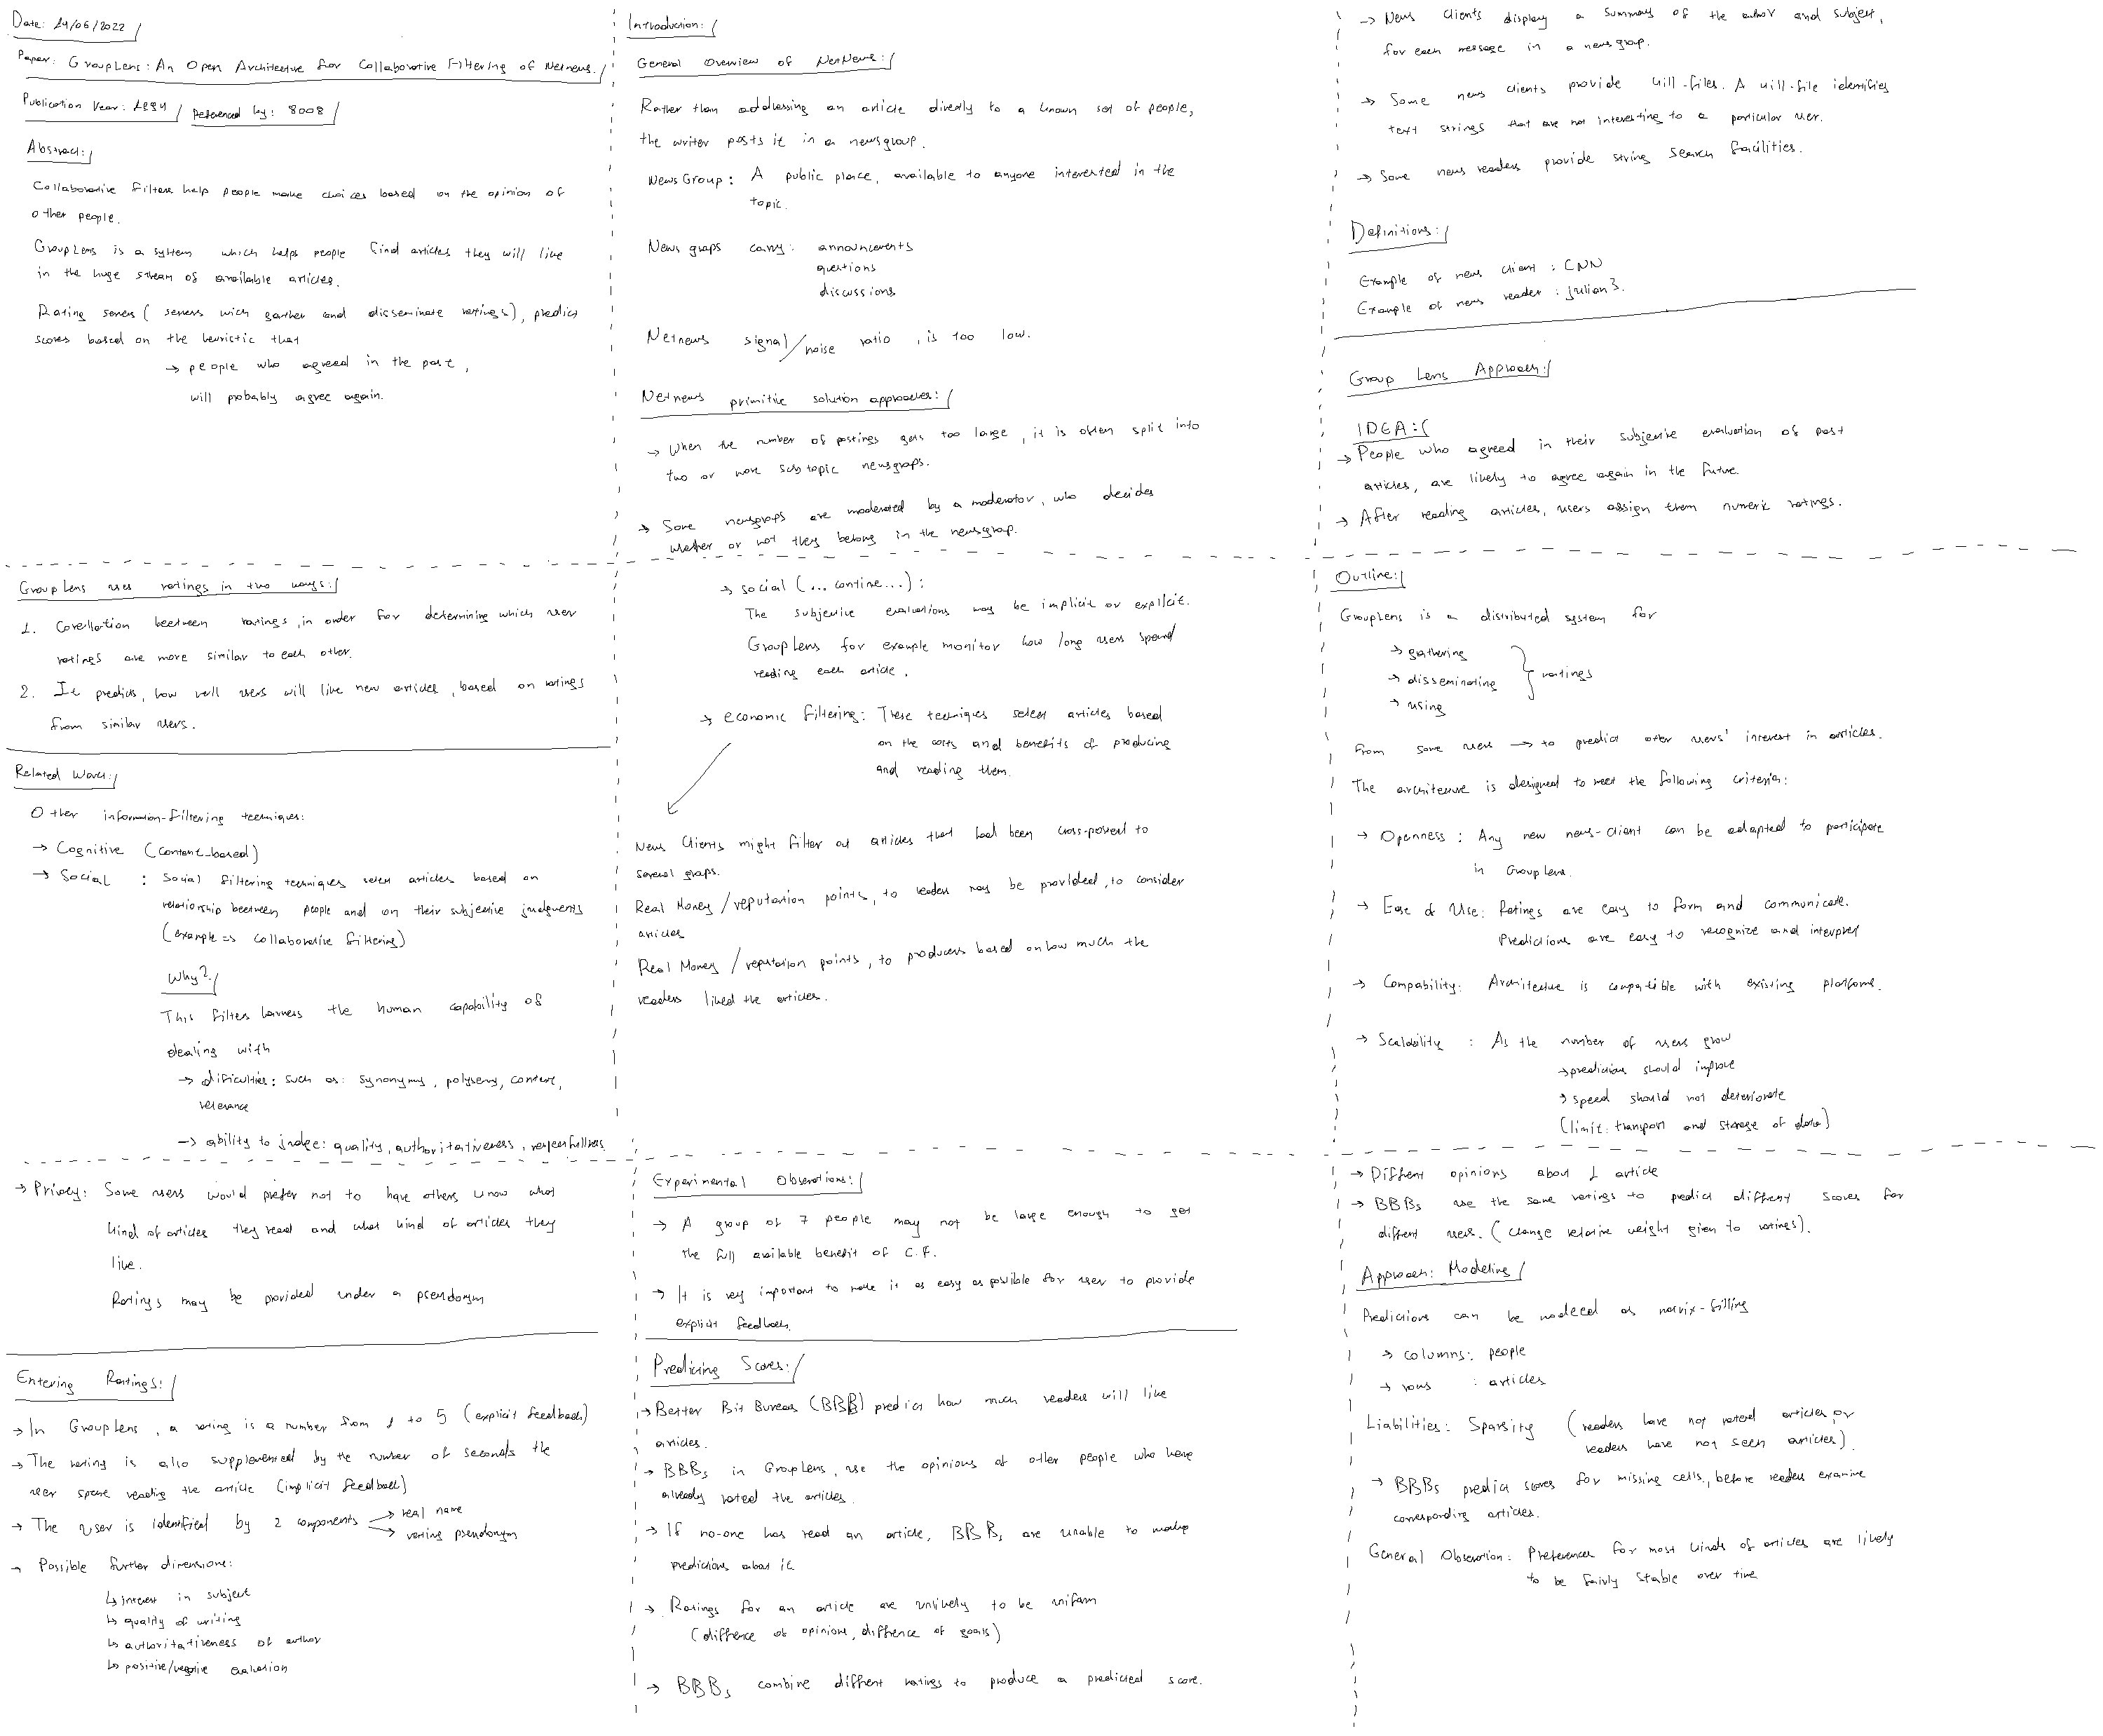 Date: 14/06/2022
Paper: GroupLens: An Open Architecture for Collaborative Filtering of Netnews.
Publication Year: 1994 / Referenced by: 8008
Abstract:
Collaborative Filters help people make choices based on the opinion of
other people.
GroupLens is a system which helps people find articles they will like
in the huge stream of available articles.
Rating servers (servers wich gather and disseminate ratings), predict
scores based on the heuristic that
→ people who agreed in the past,
will probably agree again.
Introduction:
General Overview of NetNews:
Rather than addressing an article directly to a known set of people,
the writer posts it in a newsgroup.
NewsGroup: A public place, available to anyone interested in the
topic.
News groups carry: announcements
questions
discussions
Netnews signal/noise ratio, is too low.
Netnews primitive solution approaches:
→ When the number of postings gets too large, it is often split into
two or more subtopic newsgroups.
→ Some newsgroups are moderated by a moderator, who decides
whether or not they belong in the newsgroup.
→ News clients display a summary of the author and subject,
for each message in a newsgroup.
→ Some news clients provide kill-files. A kill-file identifies
text strings that are not interesting to a particular user.
→ Some news readers provide string search facilities.
Definitions:
Example of news client: CNN
Example of news reader: julian3.
Group Lens Approach:
IDEA:
→ People who agreed in their subjective evaluation of past
articles, are likely to agree again in the future.
→ After reading articles, users assign them numeric ratings.
GroupLens uses ratings in two ways:
1. Corellation beetween ratings, in order for determining which user
ratings are more similar to each other.
2. It predicts, how well users will like new articles, based on ratings
from similar users.
Related Work:
Other information-filtering techniques:
→ Cognitive (content-based)
→ Social : Social filtering techniques select articles based on
relationship beetween people and on their subjective judgments
(example => collaborative filtering)
Why?
This filters harness the human capability of
dealing with
→ dificulties: such as: synonymy, polysemy, context,
relevance
→ ability to judge: quality, authoritativeness, respectfullness
→ social (... contine...):
The subjective evaluations may be implicit or explicit.
GroupLens for example monitor how long users spend
reading each article.
→ economic filtering: These techniques select articles based
on the costs and benefits of producing
and reading them.
News Clients might filter out articles that had been cross-posted to
several groups.
Real Money / reputation points, to readers may be provided, to consider
articles
Real Money / reputation points, to producers based on how much the
readers liked the articles.
Outline:
GroupLens is a distributed system for
→ gathering
→ disseminating
→ using
ratings
from some users → to predict other users' interest in articles.
The architecture is designed to meet the following criteria:
→ Openness: Any new news-client can be adapted to participate
in GroupLens.
→ Ease of Use: Ratings are easy to form and communicate.
Predictions are easy to recognize and interpret
→ Compability: Architecture is compatible with existing platforms.
→ Scalability : As the number of users grow
→ predictions should improve
→ speed should not deteriorate
(limit: transport and storage of data)
→ Privacy: Some users would prefer not to have others know what
kind of articles they read and what kind of articles they
like.
Ratings may be provided under a pseudonym
Entering Ratings:
→ In GroupLens, a rating is a number from 1 to 5 (explicit feedback)
→ The rating is also supplemented by the number of seconds the
user spent reading the article (implicit feedback)
→ The user is identified by 2 components → real name
→ rating pseudonym
→ Possible further dimensions:
↳ interest in subject
↳ quality of writing
↳ authoritativeness of author
↳ positive/negative evaluation
Experimental Observations:
→ A group of 7 people may not be large enough to get
the full available benefit of C.F.
→ It is very important to make it as easy as possible for user to provide
explicit feedback.
Predicting Scores:
→ Better Bit Bureas (BBB) predict how much readers will like
articles.
→ BBBs in GroupLens, use the opinions of other people who have
already rated the articles.
→ If no-one has read an article, BBBs are unable to make
predictions about it.
→ Ratings for an article are unlikely to be uniform
(diffence of opinions, diffence of goals)
→ BBBs combine diffent ratings to produce a predicted score.
→ Diffent opinions about 1 article
→ BBBs use the same ratings to predict diffent scores for
diffent users. (change relative weight given to ratings).
Approach: Modeling
Predictions can be modeled as matrix-filling
→ columns: people
→ rows : articles
Liabilities: Sparsity (readers have not rated articles or
readers have not seen articles).
→ BBBs predict scores for missing cells, before readers examine
corresponding articles.
General Observation: Preferences for most kinds of articles are likely
to be fairly stable over time